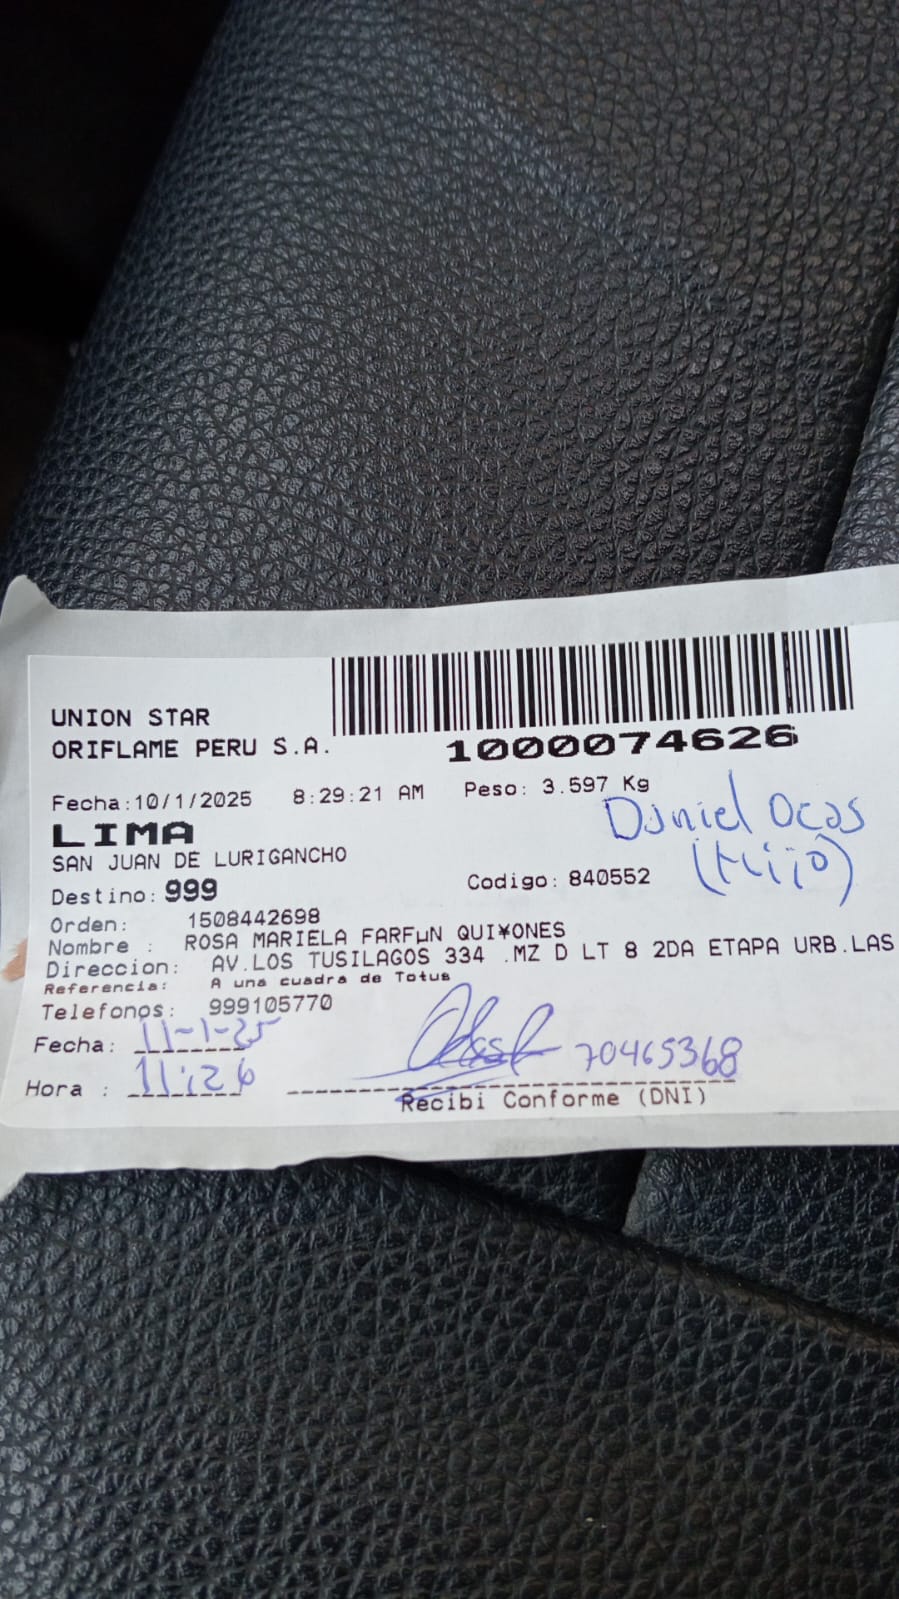 UNION STAR
ORIFLAME PERU S.A.
1000074626
Fecha:10/1/2025 8:29:21 AM Peso: 3.597 Kg
Daniel Ocas
(Hijo)
LIMA
SAN JUAN DE LURIGANCHO
Destino: 999 Codigo: 840552
Orden: 1508442698
Nombre : ROSA MARIELA FARFµN QUI¥ONES
Direccion: AV.LOS TUSILAGOS 334 .MZ D LT 8 2DA ETAPA URB.LAS
Referencia: A una cuadra de Totus
Telefonos: 999105770
Fecha: 11-1-25
Hora : 11:26 70465368
Recibi Conforme (DNI)